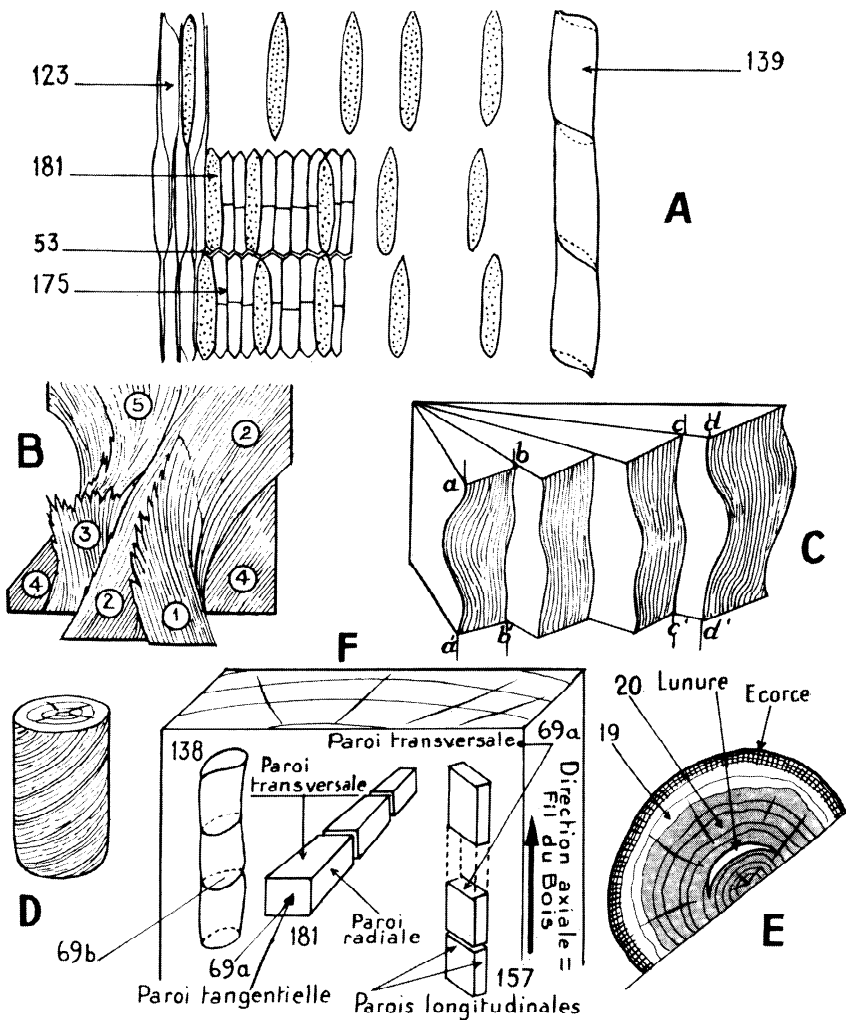 123
139
181
A
53
175
B
5
2
3
4
4
2
1
C
a
b
c
d
a'
b'
c'
d'
D
F
138
Paroi transversale
69a
Paroi
transversale
Direction axiale =
Fil du Bois
Paroi
radiale
181
69b
69a
157
Paroi tangentielle
Parois longitudinales
E
20
Lunure
Ecorce
19